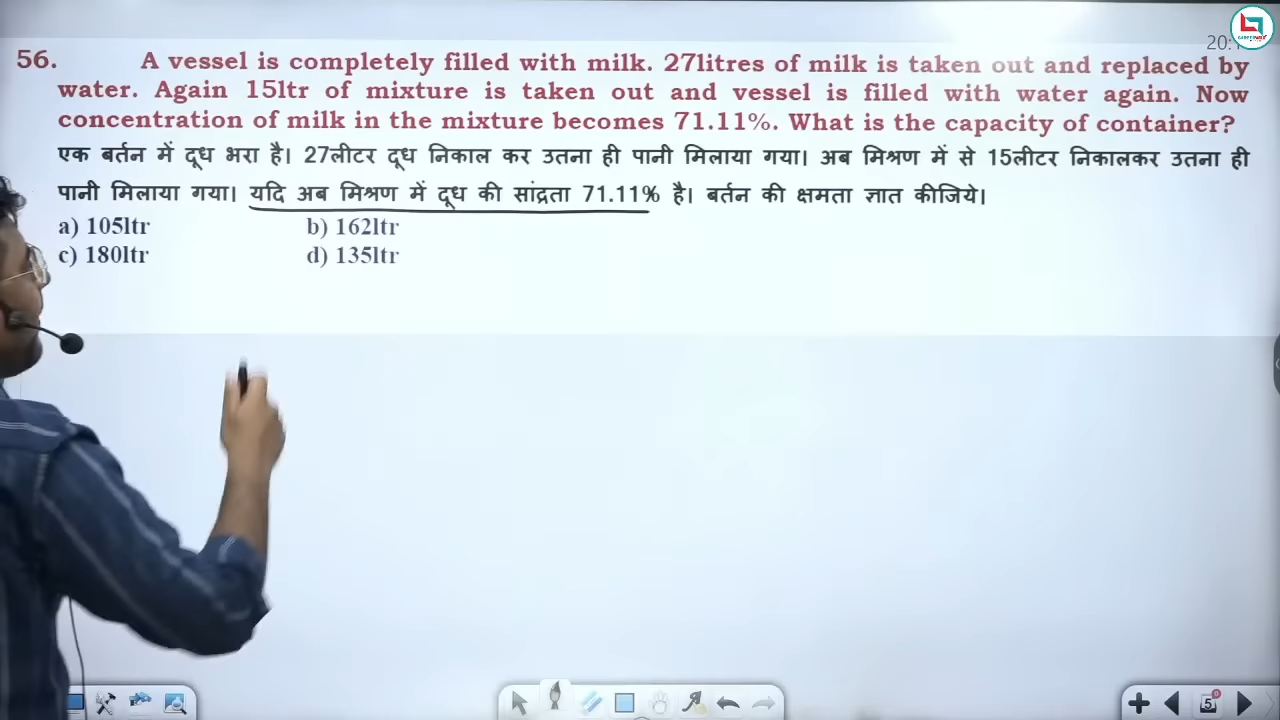 20:
56. A vessel is completely filled with milk. 27litres of milk is taken out and replaced by
water. Again 15ltr of mixture is taken out and vessel is filled with water again. Now
concentration of milk in the mixture becomes 71.11%. What is the capacity of container?
एक बर्तन में दूध भरा है। 27लीटर दूध निकाल कर उतना ही पानी मिलाया गया। अब मिश्रण में से 15लीटर निकालकर उतना ही
पानी मिलाया गया। यदि अब मिश्रण में दूध की सांद्रता 71.11% है। बर्तन की क्षमता ज्ञात कीजिये।
a) 105ltr b) 162ltr
c) 180ltr d) 135ltr
5